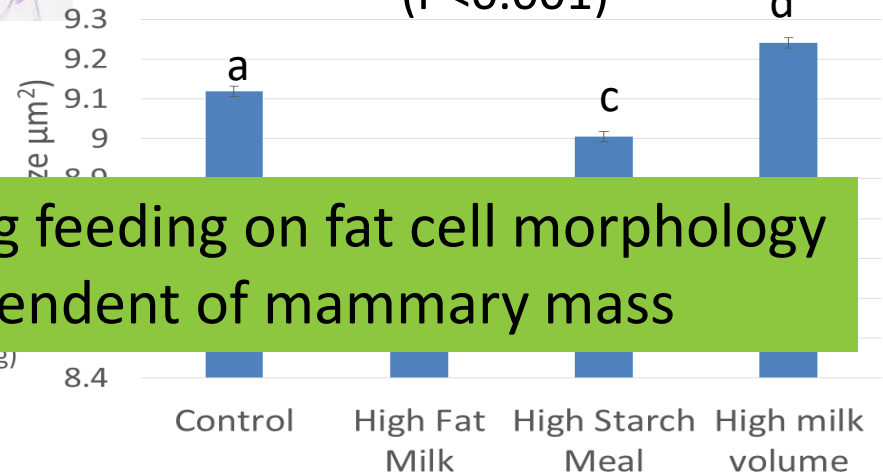 9.3
9.2
9.1
9
a
c
g feeding on fat cell morphology
endent of mammary mass
8.4
Control
High Fat
Milk
High Starch
Meal
High milk
volume